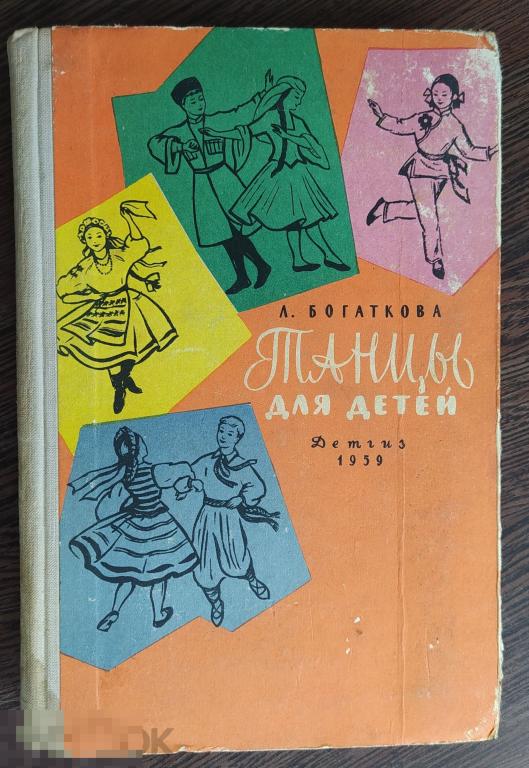 Л. БОГАТКОВА
ТАНЦЫ
ДЛЯ ДЕТЕЙ
Детгиз
1959